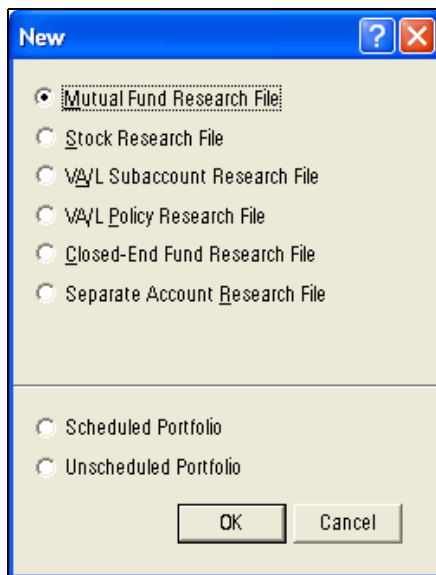 New
Mutual Fund Research File
Stock Research File
VA/L Subaccount Research File
VA/L Policy Research File
Closed-End Fund Research File
Separate Account Research File
Scheduled Portfolio
Unscheduled Portfolio
OK
Cancel